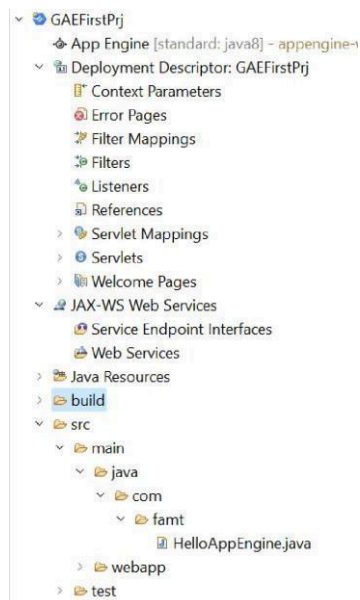 GAEFirstPrj
App Engine [standard: java8] - appengine-
Deployment Descriptor: GAEFirstPrj
Context Parameters
Error Pages
Filter Mappings
Filters
Listeners
References
Servlet Mappings
Servlets
Welcome Pages
JAX-WS Web Services
Service Endpoint Interfaces
Web Services
Java Resources
build
src
main
java
com
famt
HelloAppEngine.java
webapp
test